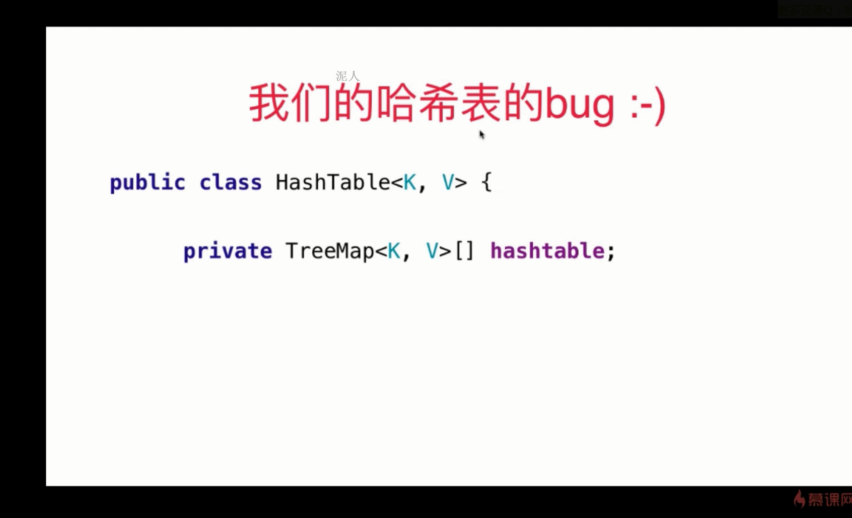 泥人
我们的哈希表的bug :-)
public class HashTable<K, V> {
private TreeMap<K, V>[] hashtable;
慕课网